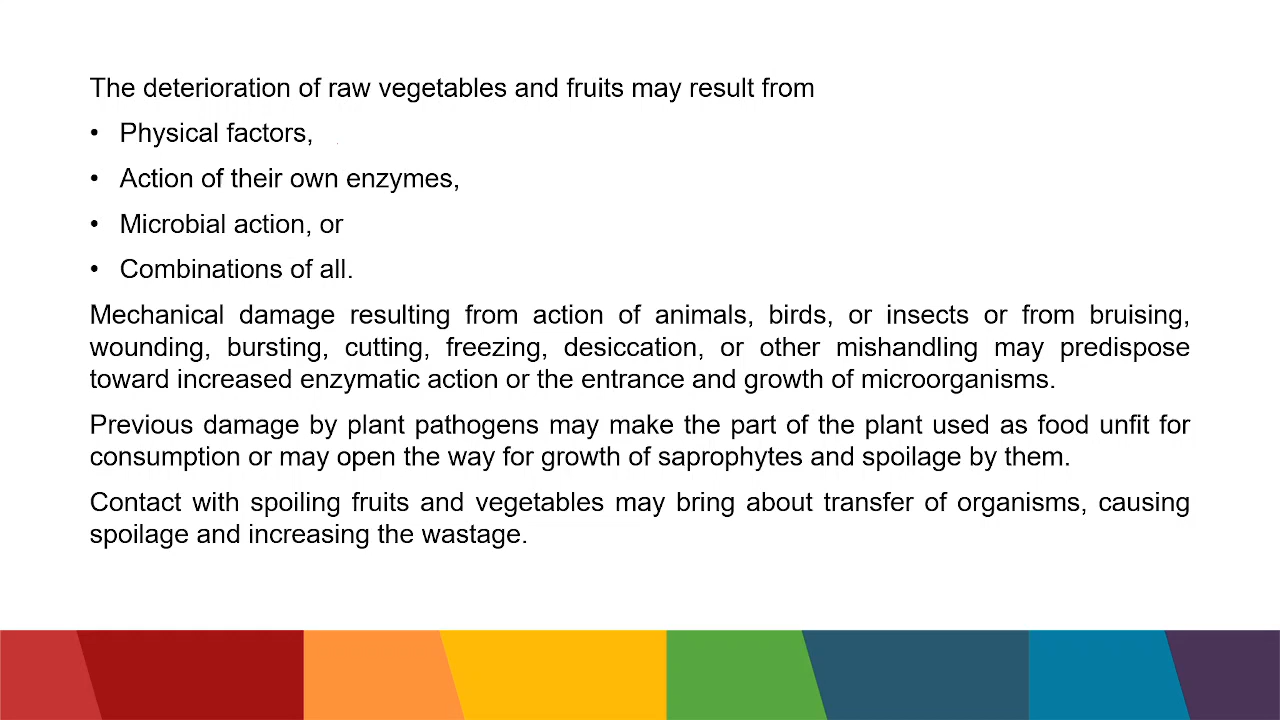 The deterioration of raw vegetables and fruits may result from
• Physical factors,
• Action of their own enzymes,
• Microbial action, or
• Combinations of all.
Mechanical damage resulting from action of animals, birds, or insects or from bruising,
wounding, bursting, cutting, freezing, desiccation, or other mishandling may predispose
toward increased enzymatic action or the entrance and growth of microorganisms.
Previous damage by plant pathogens may make the part of the plant used as food unfit for
consumption or may open the way for growth of saprophytes and spoilage by them.
Contact with spoiling fruits and vegetables may bring about transfer of organisms, causing
spoilage and increasing the wastage.